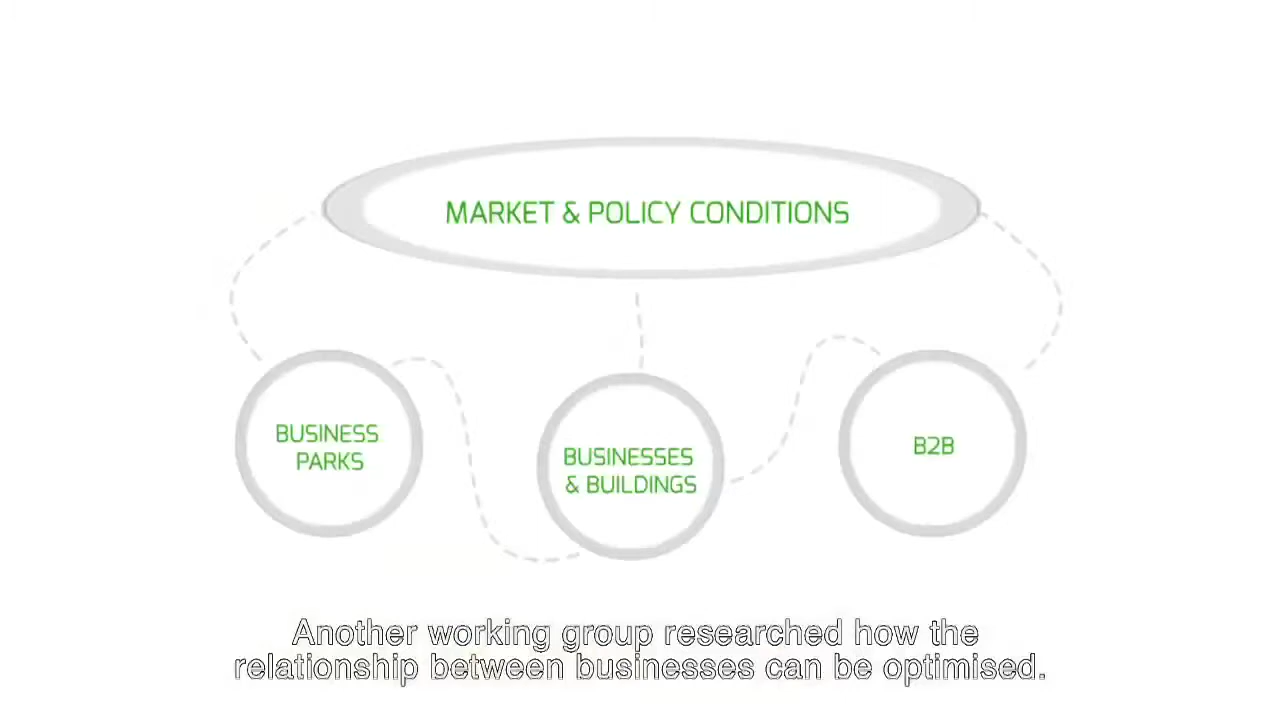 MARKET & POLICY CONDITIONS
BUSINESS
PARKS
BUSINESSES
& BUILDINGS
B2B
Another working group researched how the
relationship between businesses can be optimised.